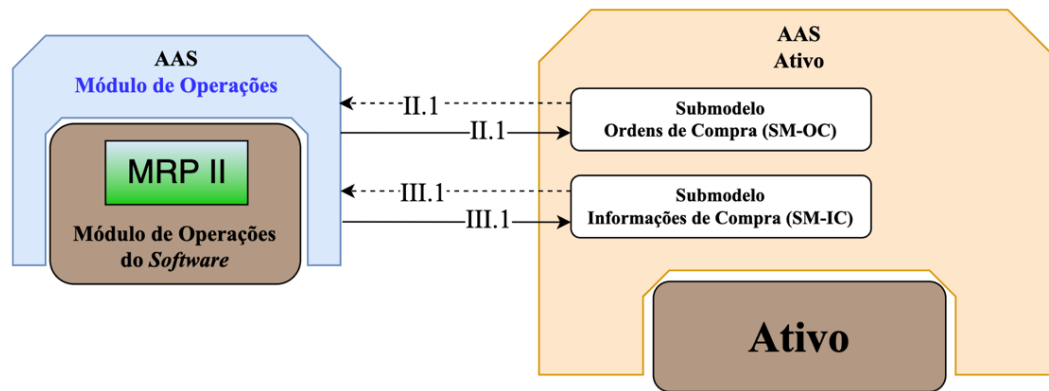 AAS
Módulo de Operações
MRP II
Módulo de Operações
do Software
II.1
II.1
III.1
III.1
AAS
Ativo
Submodelo
Ordens de Compra (SM-OC)
Submodelo
Informações de Compra (SM-IC)
Ativo